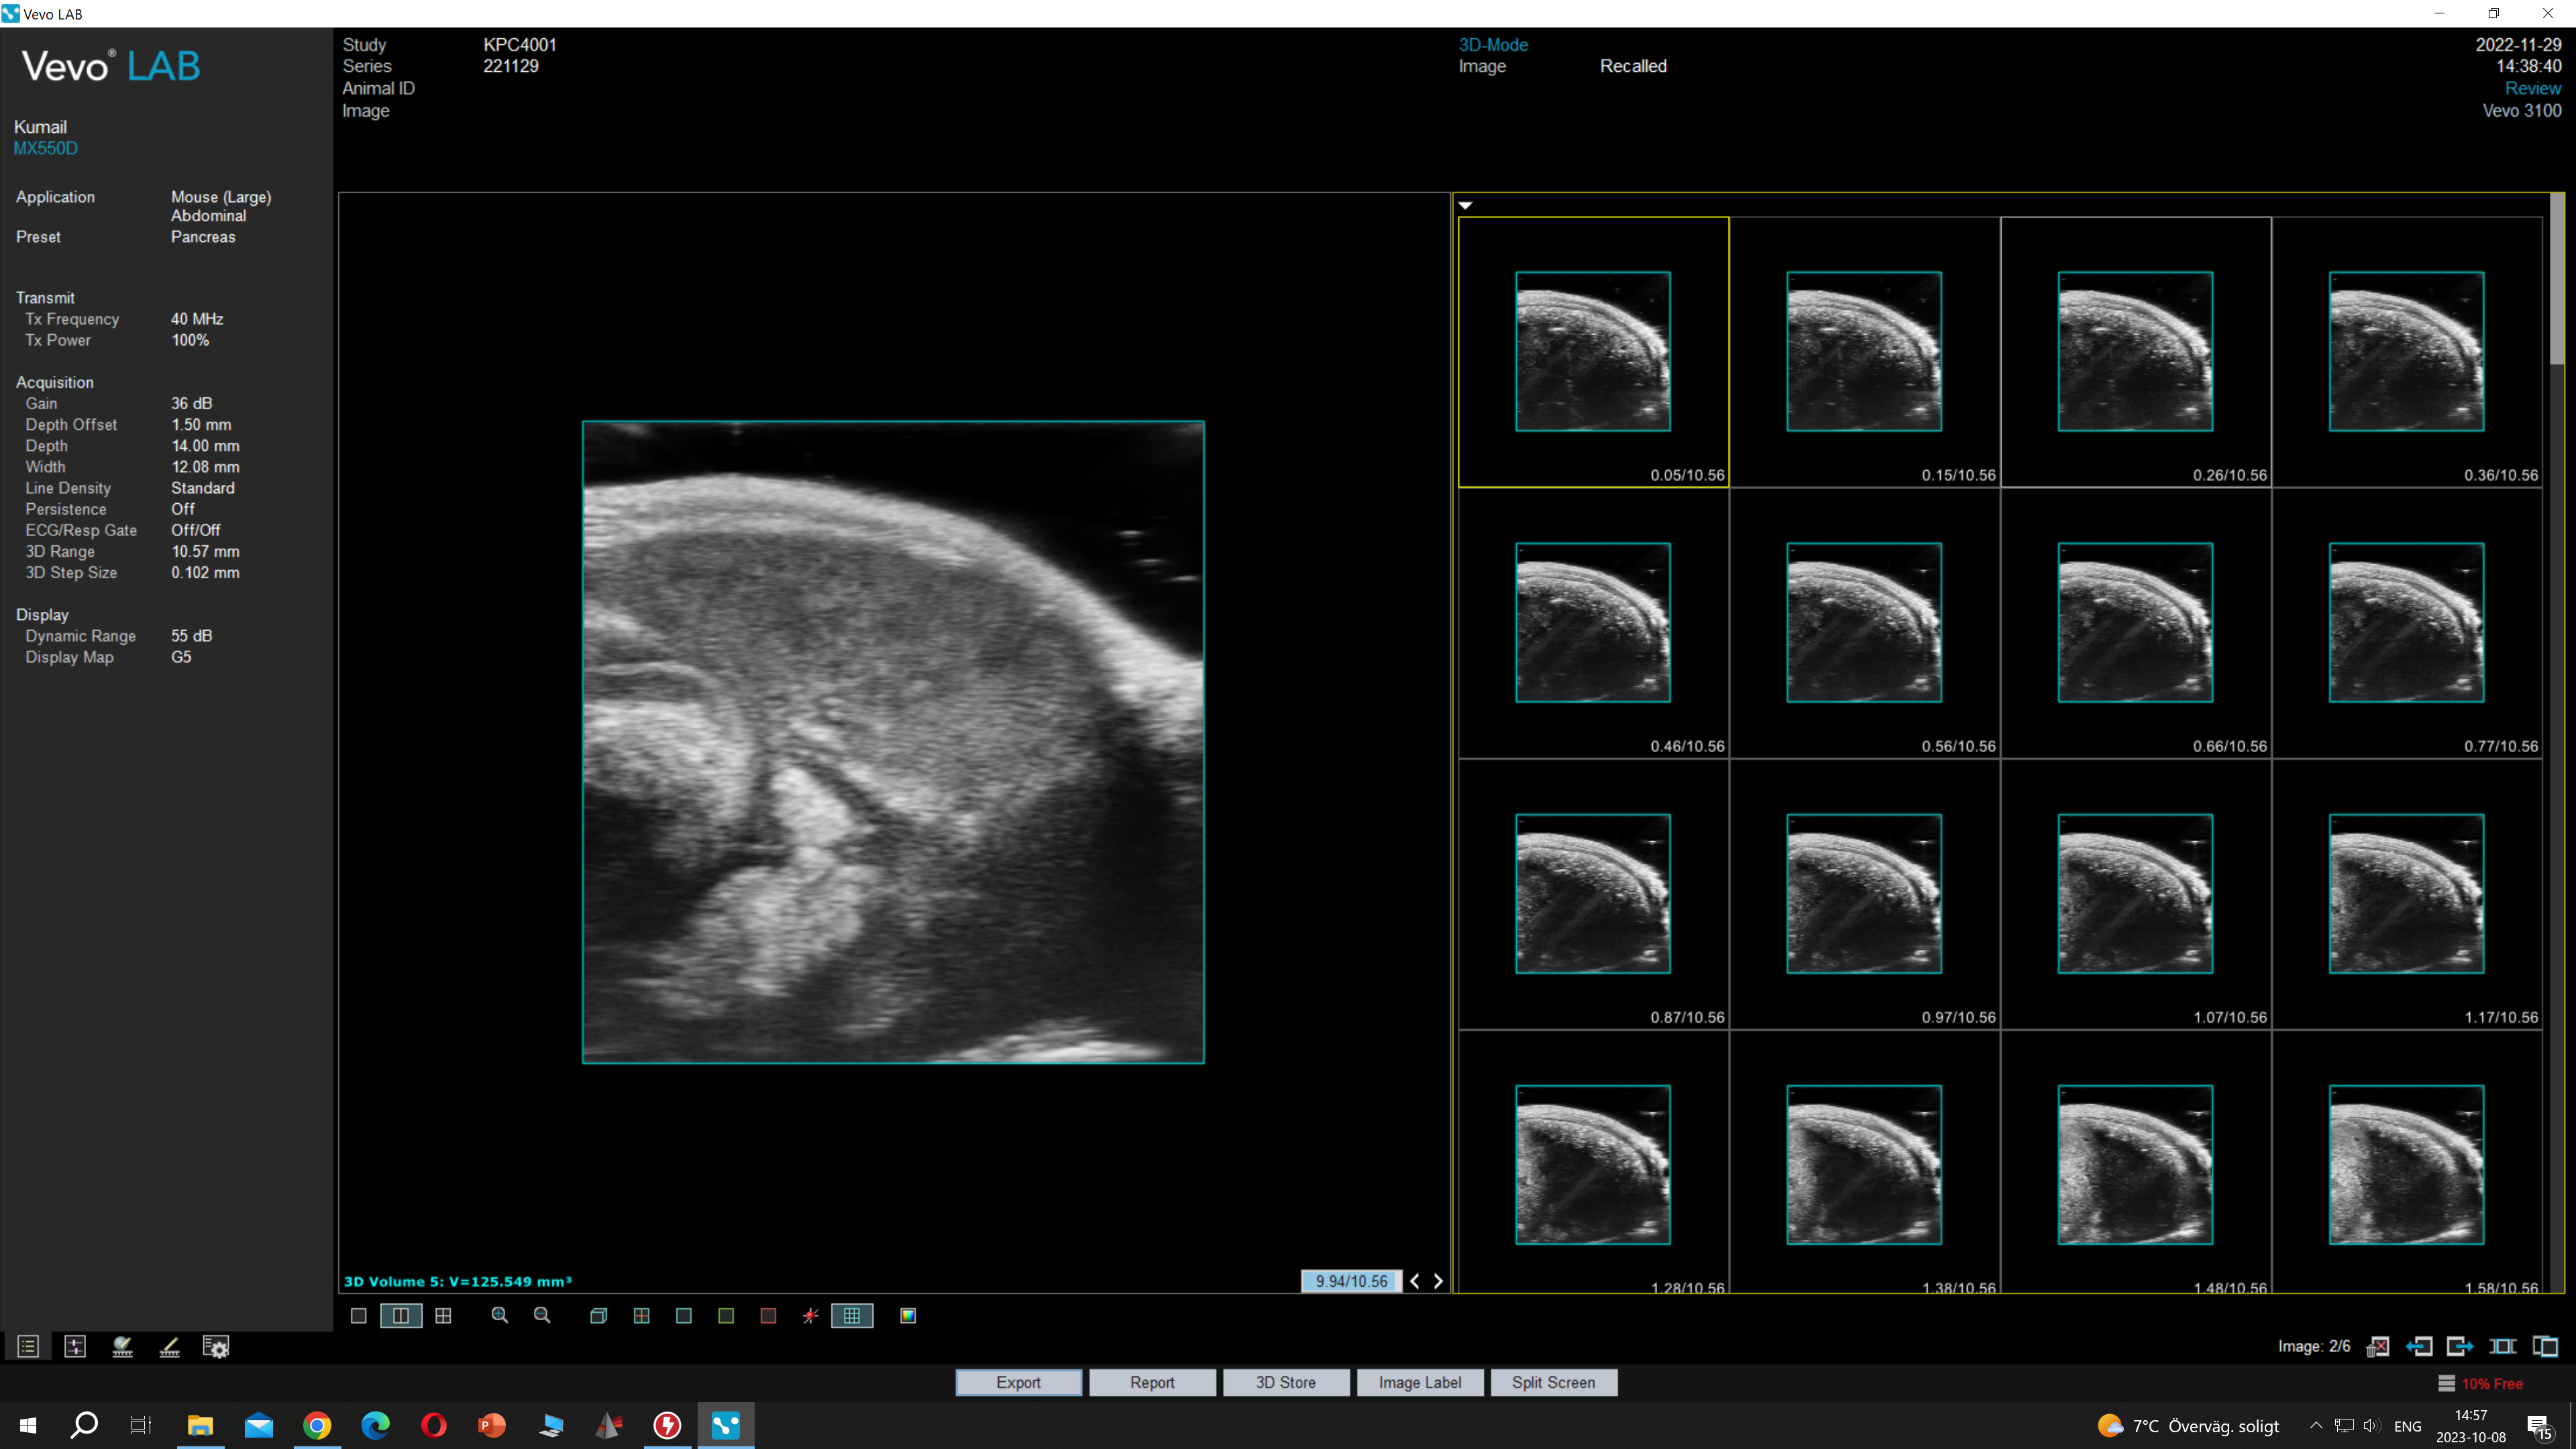 Vevo LAB
Vevo® LAB
Kumail
MX550D
Application Mouse (Large)
Abdominal
Preset Pancreas
Transmit
Tx Frequency 40 MHz
Tx Power 100%
Acquisition
Gain 36 dB
Depth Offset 1.50 mm
Depth 14.00 mm
Width 12.08 mm
Line Density Standard
Persistence Off
ECG/Resp Gate Off/Off
3D Range 10.57 mm
3D Step Size 0.102 mm
Display
Dynamic Range 55 dB
Display Map G5
Study KPC4001
Series 221129
Animal ID
Image
3D-Mode
Image Recalled
2022-11-29
14:38:40
Review
Vevo 3100
0.05/10.56 0.15/10.56 0.26/10.56 0.36/10.56
0.46/10.56 0.56/10.56 0.66/10.56 0.77/10.56
0.87/10.56 0.97/10.56 1.07/10.56 1.17/10.56
1.28/10.56 1.38/10.56 1.48/10.56 1.58/10.56
3D Volume 5: V=125.549 mm³
9.94/10.56
Image: 2/6
Export Report 3D Store Image Label Split Screen
10% Free
7°C Överväg. soligt
ENG
14:57
2023-10-08
15